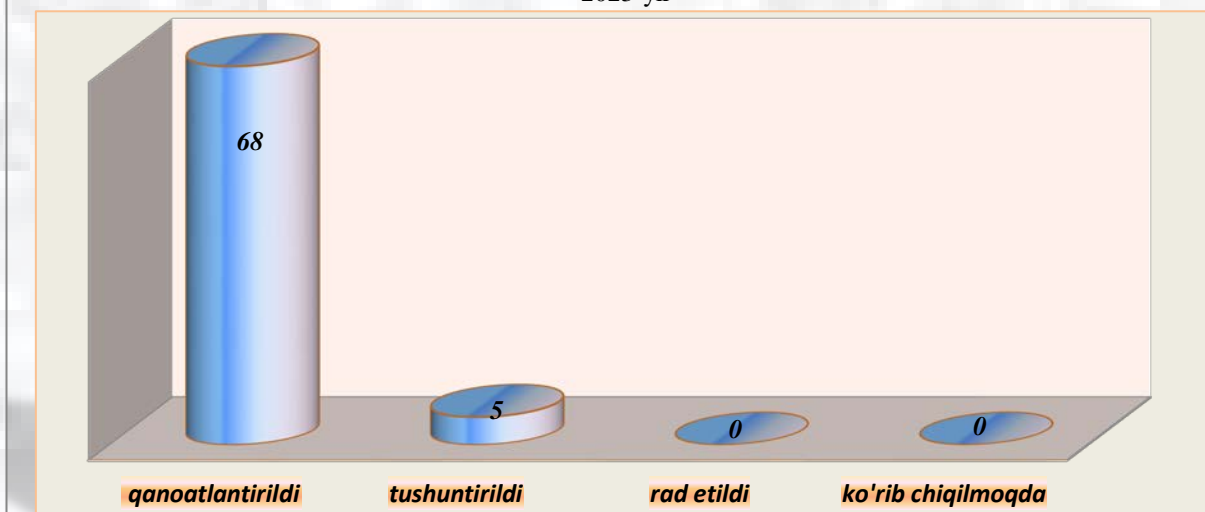 68
5
0
0
qanoatlantirildi
tushuntirildi
rad etildi
ko'rib chiqilmoqda